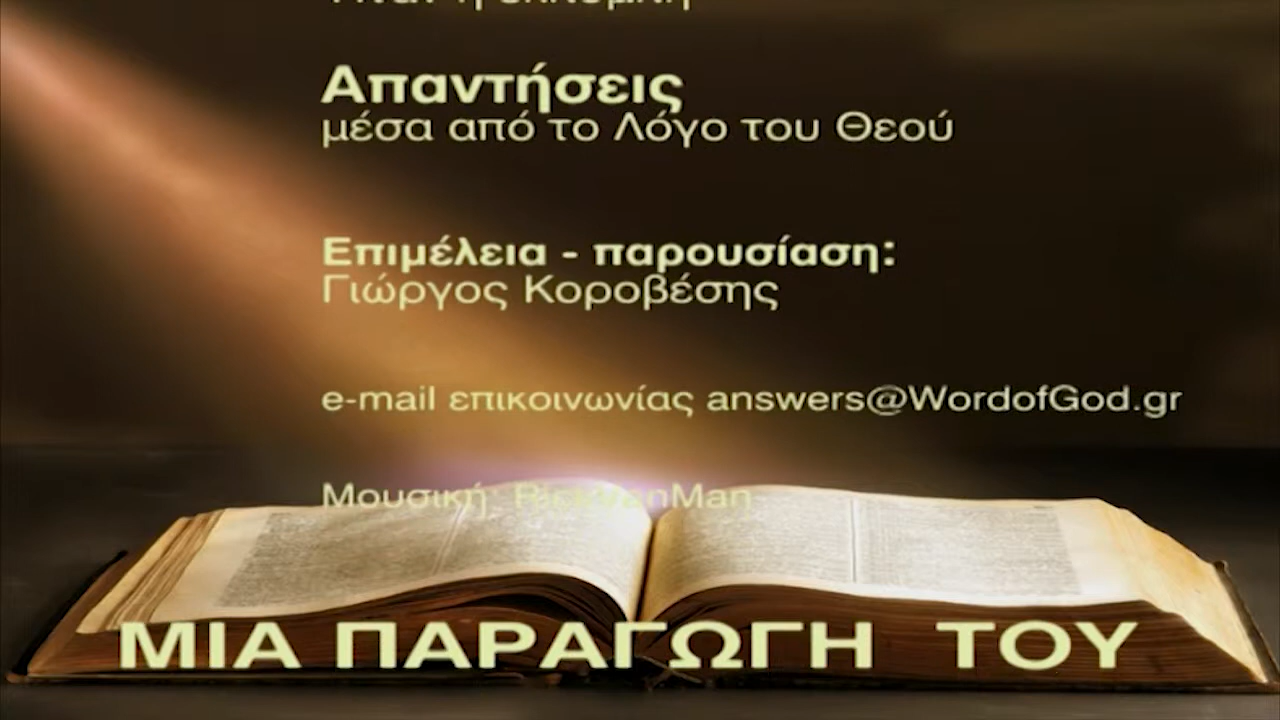 Απαντήσεις
μέσα από το Λόγο του Θεού
Επιμέλεια - παρουσίαση:
Γιώργος Κοροβέσης
e-mail επικοινωνίας answers@WordofGod.gr
Μουσική: RickVanMan
ΜΙΑ ΠΑΡΑΓΩΓΗ ΤΟΥ